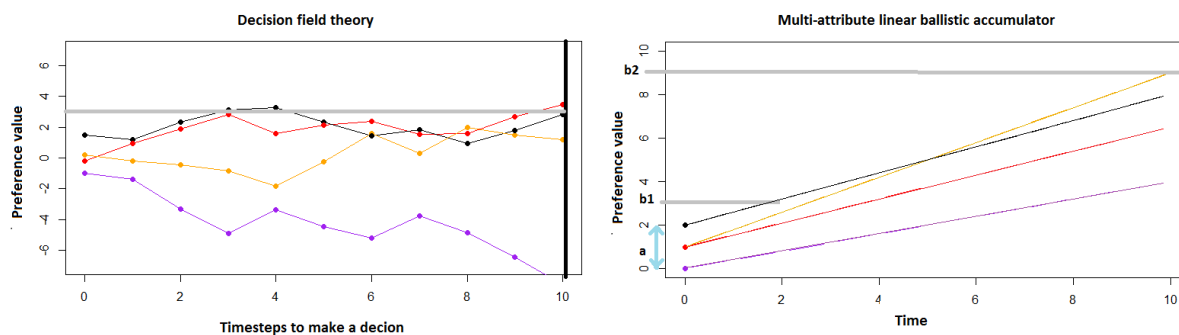 Decision field theory
Preference value
6
4
2
0
-2
-4
-6
0
2
4
6
8
10
Timesteps to make a decion
Multi-attribute linear ballistic accumulator
Preference value
10
b2
8
6
4
b1
2
a
0
0
2
4
6
8
10
Time